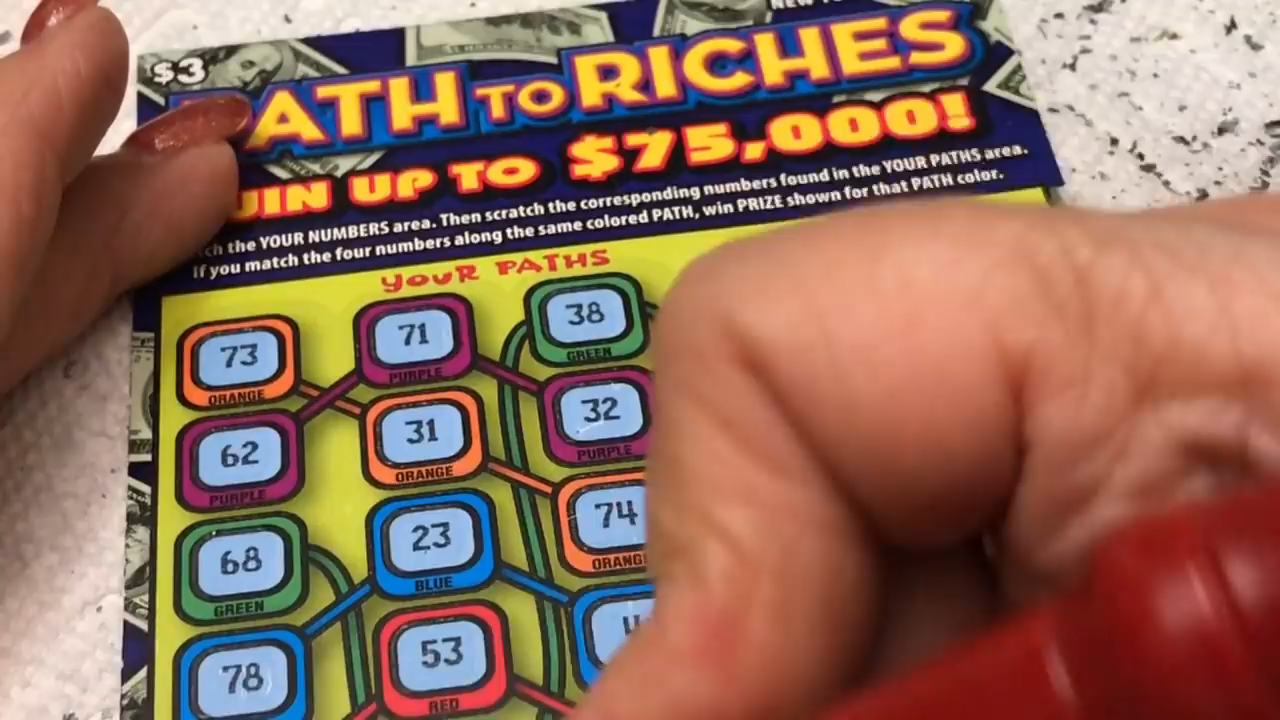 $3
PATH TO RICHES
WIN UP TO $75,000!
the YOUR NUMBERS area. Then scratch the corresponding numbers found in the YOUR PATHS area.
If you match the four numbers along the same colored PATH, win PRIZE shown for that PATH color.
YOUR PATHS
73
ORANGE
71
PURPLE
38
GREEN
62
PURPLE
31
ORANGE
32
PURPLE
68
GREEN
23
BLUE
74
ORANGE
78
53
RED